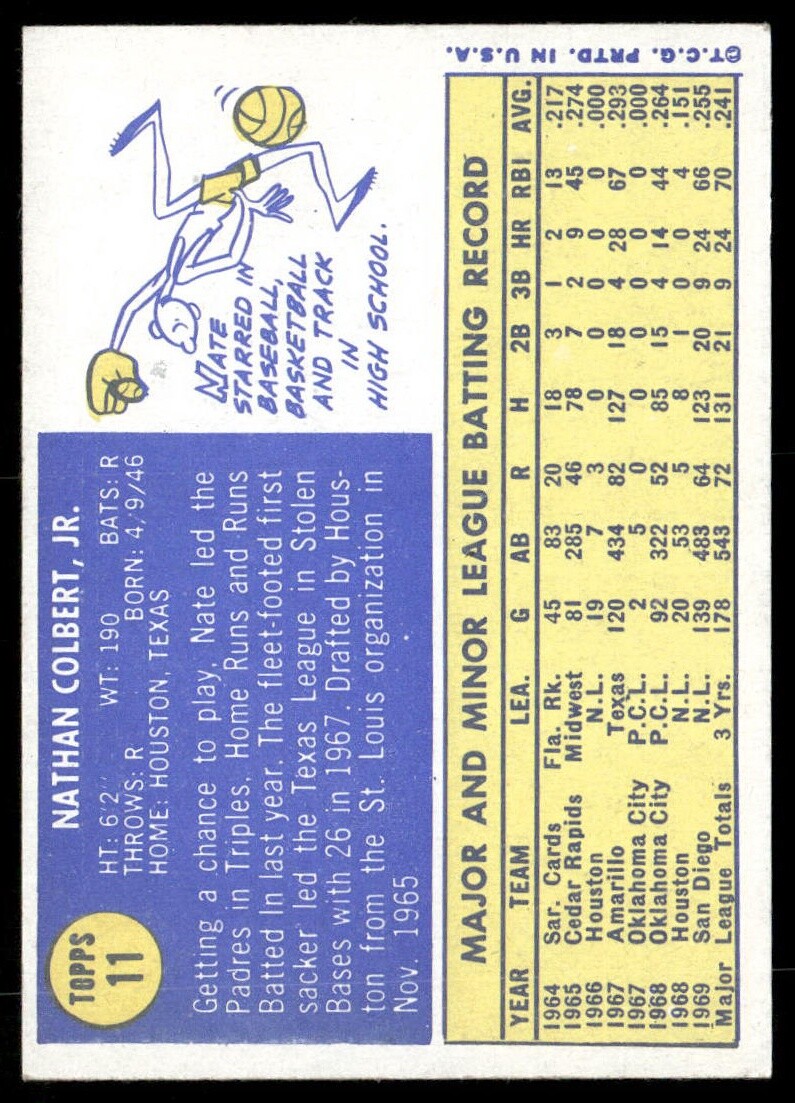 TOPPS
11
NATHAN COLBERT, JR.
HT: 6'2" WT: 190 BATS: R
THROWS: R BORN: 4/9/46
HOME: HOUSTON, TEXAS
Getting a chance to play, Nate led the
Padres in Triples, Home Runs and Runs
Batted In last year. The fleet-footed first
sacker led the Texas League in Stolen
Bases with 26 in 1967. Drafted by Hous-
ton from the St. Louis organization in
Nov. 1965
NATE
STARRED IN
BASEBALL,
BASKETBALL
AND TRACK
IN
HIGH SCHOOL.
MAJOR AND MINOR LEAGUE BATTING RECORD
YEAR TEAM LEA. G AB R H 2B 3B HR RBI AVG.
1964 Sar. Cards Fla. Rk. 45 83 20 18 3 1 2 13 .217
1965 Cedar Rapids Midwest 81 285 46 78 7 2 9 45 .274
1966 Houston N.L. 19 7 3 0 0 0 0 0 .000
1967 Amarillo Texas 120 434 82 127 18 4 28 67 .293
1967 Oklahoma City P.C.L. 2 5 0 0 0 0 0 0 .000
1968 Oklahoma City P.C.L. 92 322 52 85 15 4 14 44 .264
1968 Houston N.L. 20 53 5 8 1 0 0 4 .151
1969 San Diego N.L. 139 483 64 123 20 9 24 66 .255
Major League Totals 3 Yrs. 178 543 72 131 21 9 24 70 .241
©T.C.G. PRTD. IN U.S.A.